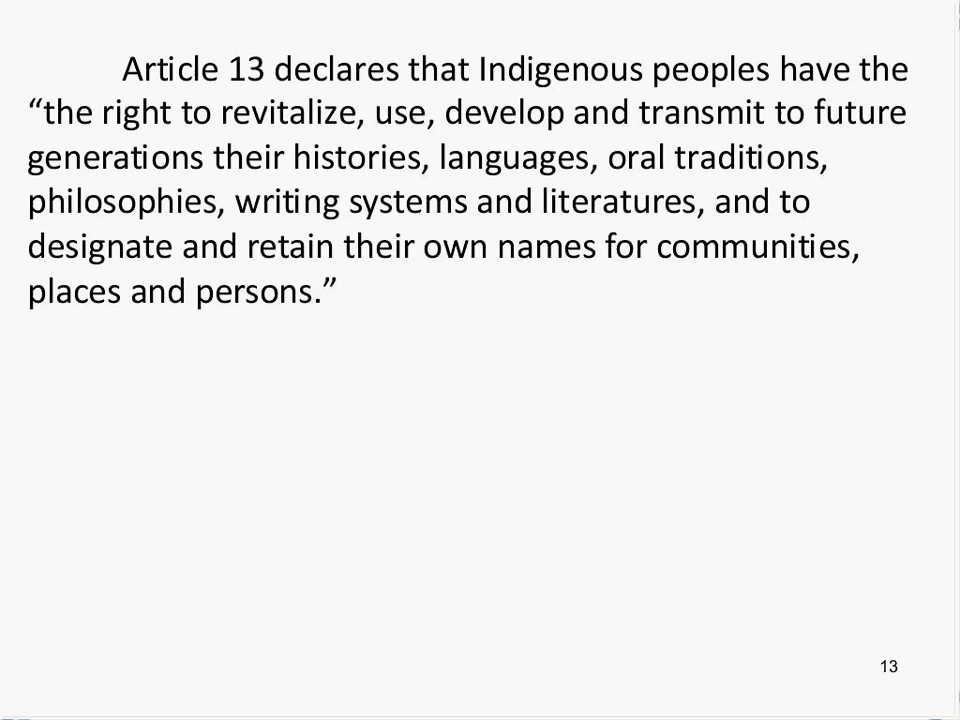 Article 13 declares that Indigenous peoples have the
“the right to revitalize, use, develop and transmit to future
generations their histories, languages, oral traditions,
philosophies, writing systems and literatures, and to
designate and retain their own names for communities,
places and persons.”
13